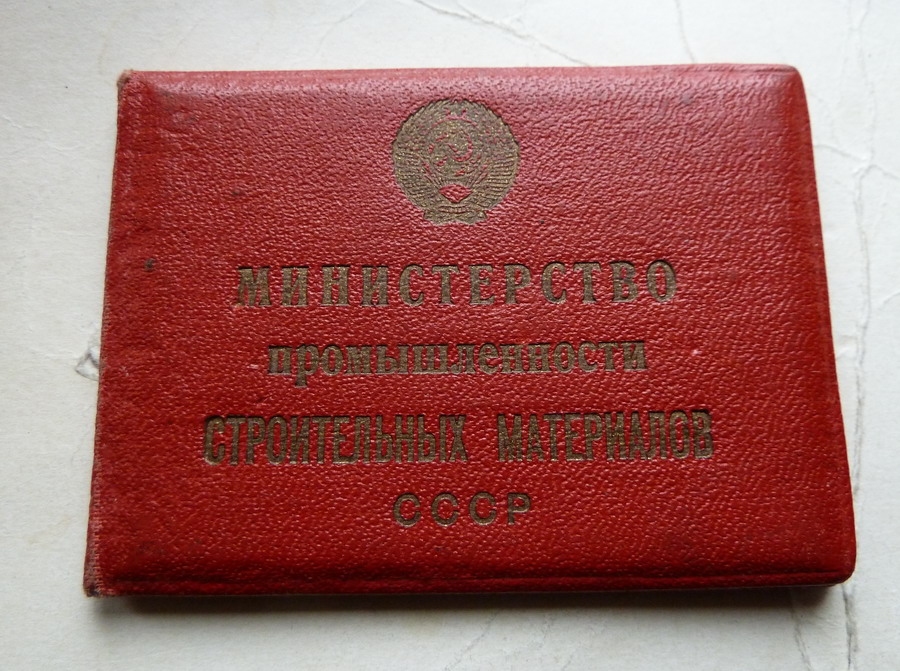 МИНИСТЕРСТВО
промышленности
СТРОИТЕЛЬНЫХ МАТЕРИАЛОВ
СССР